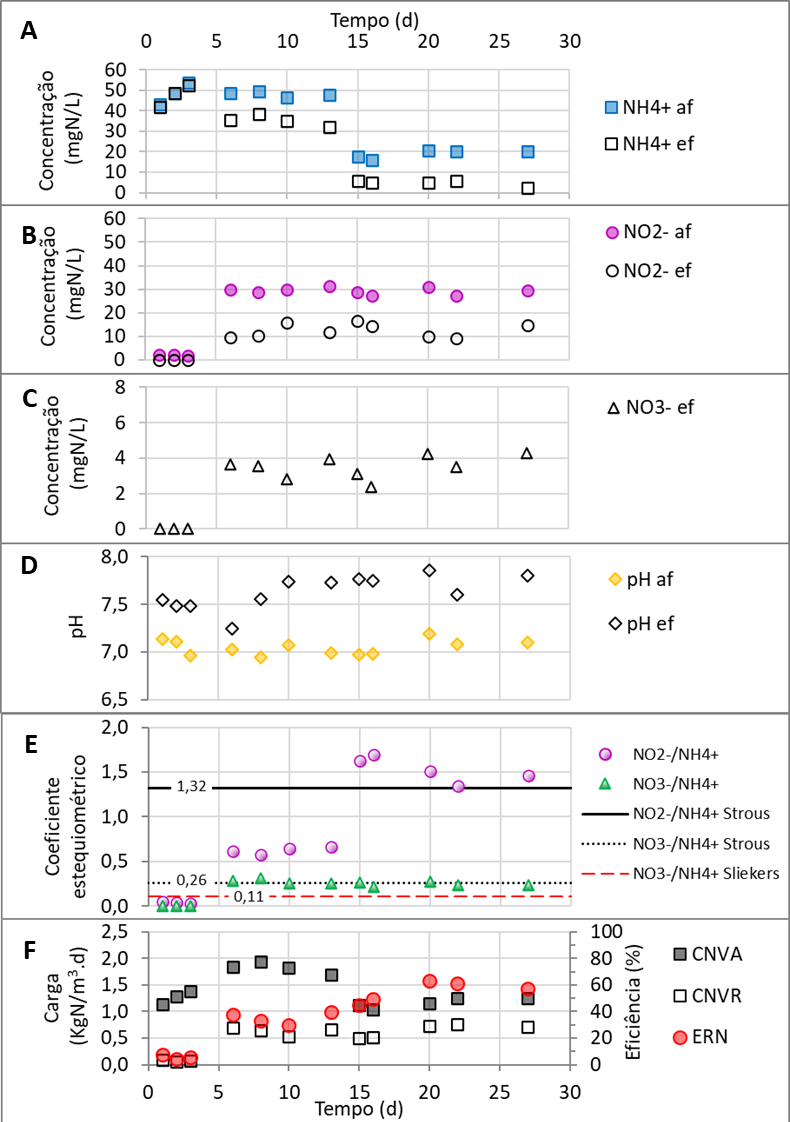 Tempo (d)
A
0 5 10 15 20 25 30
Concentração
(mgN/L)
60
50
40
30
20
10
0
NH4+ af
NH4+ ef
B
Concentração
(mgN/L)
60
50
40
30
20
10
0
NO2- af
NO2- ef
C
Concentração
(mgN/L)
8
6
4
2
0
NO3- ef
D
pH
8,0
7,5
7,0
6,5
pH af
pH ef
E
Coeficiente
estequiométrico
2,0
1,5
1,0
0,5
0,0
1,32
0,26
0,11
NO2-/NH4+
NO3-/NH4+
NO2-/NH4+ Strous
NO3-/NH4+ Strous
NO3-/NH4+ Sliekers
F
Carga
(KgN/m³.d)
2,5
2,0
1,5
1,0
0,5
0,0
100
80
60
40
20
0
Eficiência (%)
CNVA
CNVR
ERN
0 5 10 15 20 25 30
Tempo (d)